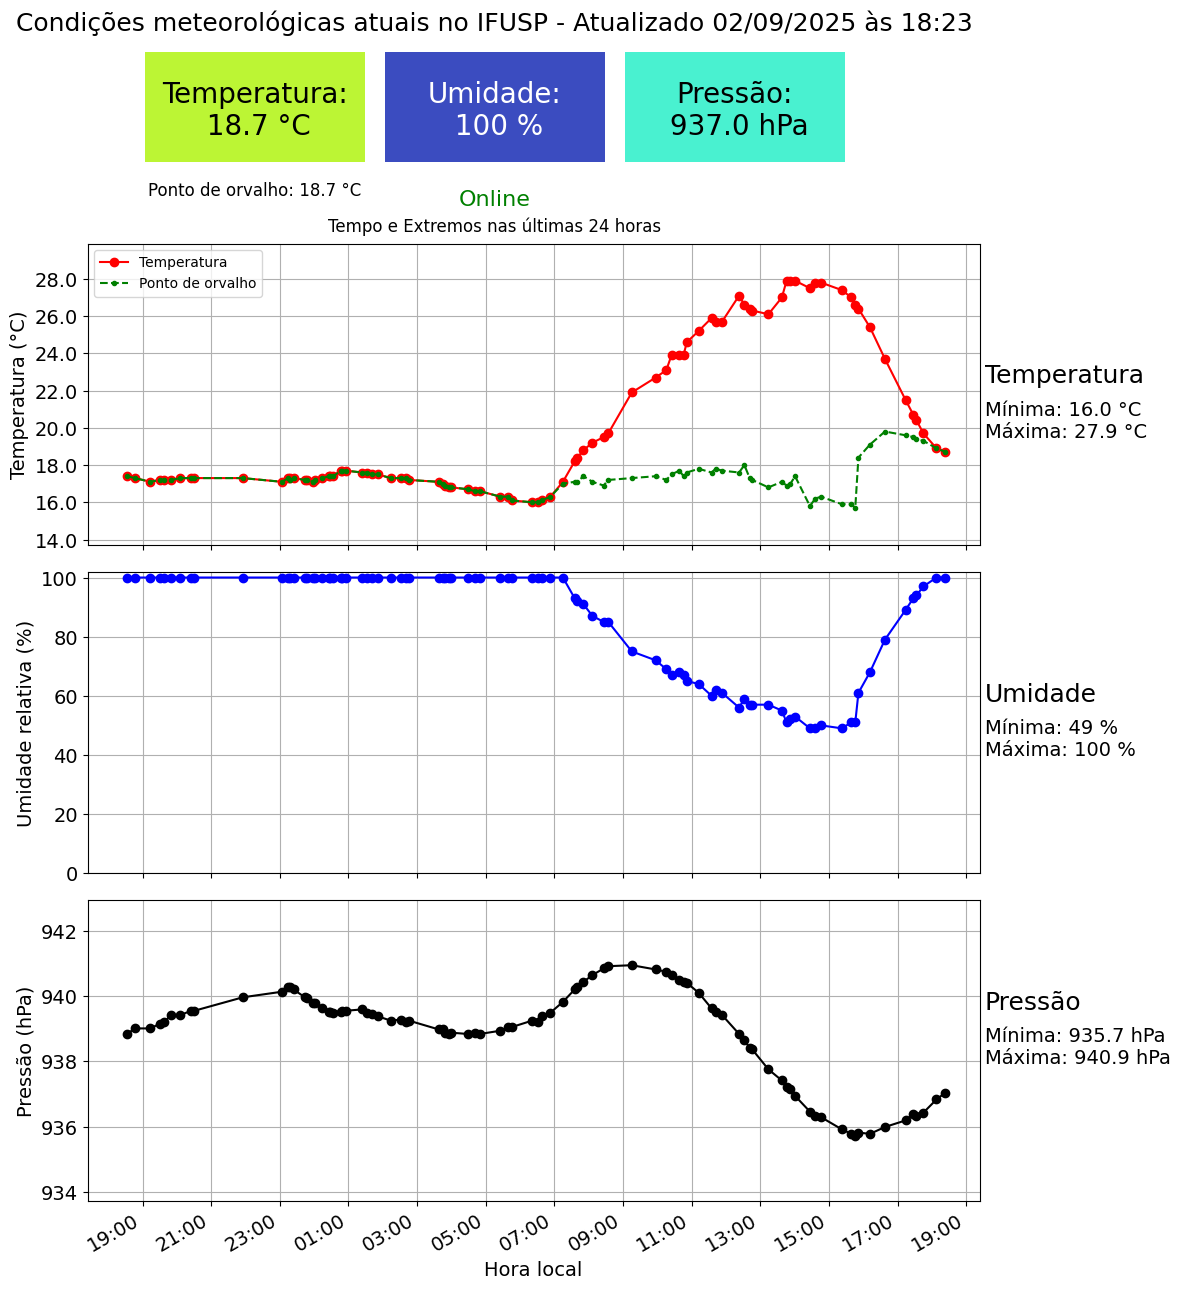 Condições meteorológicas atuais no IFUSP - Atualizado 02/09/2025 às 18:23
Temperatura:
18.7 °C
Umidade:
100 %
Pressão:
937.0 hPa
Ponto de orvalho: 18.7 °C
Online
Tempo e Extremos nas últimas 24 horas
Temperatura
Ponto de orvalho
Temperatura (°C)
28.0
26.0
24.0
22.0
20.0
18.0
16.0
14.0
Temperatura
Mínima: 16.0 °C
Máxima: 27.9 °C
Umidade relativa (%)
100
80
60
40
20
0
Umidade
Mínima: 49 %
Máxima: 100 %
Pressão (hPa)
942
940
938
936
934
Pressão
Mínima: 935.7 hPa
Máxima: 940.9 hPa
19:00
21:00
23:00
01:00
03:00
05:00
07:00
09:00
11:00
13:00
15:00
17:00
19:00
Hora local